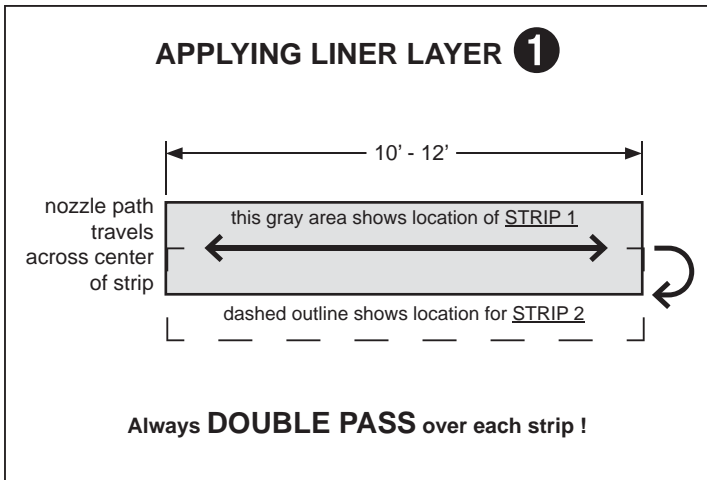 APPLYING LINER LAYER ❶
10’ - 12’
nozzle path
travels
across center
of strip
this gray area shows location of STRIP 1
dashed outline shows location for STRIP 2
Always DOUBLE PASS over each strip !